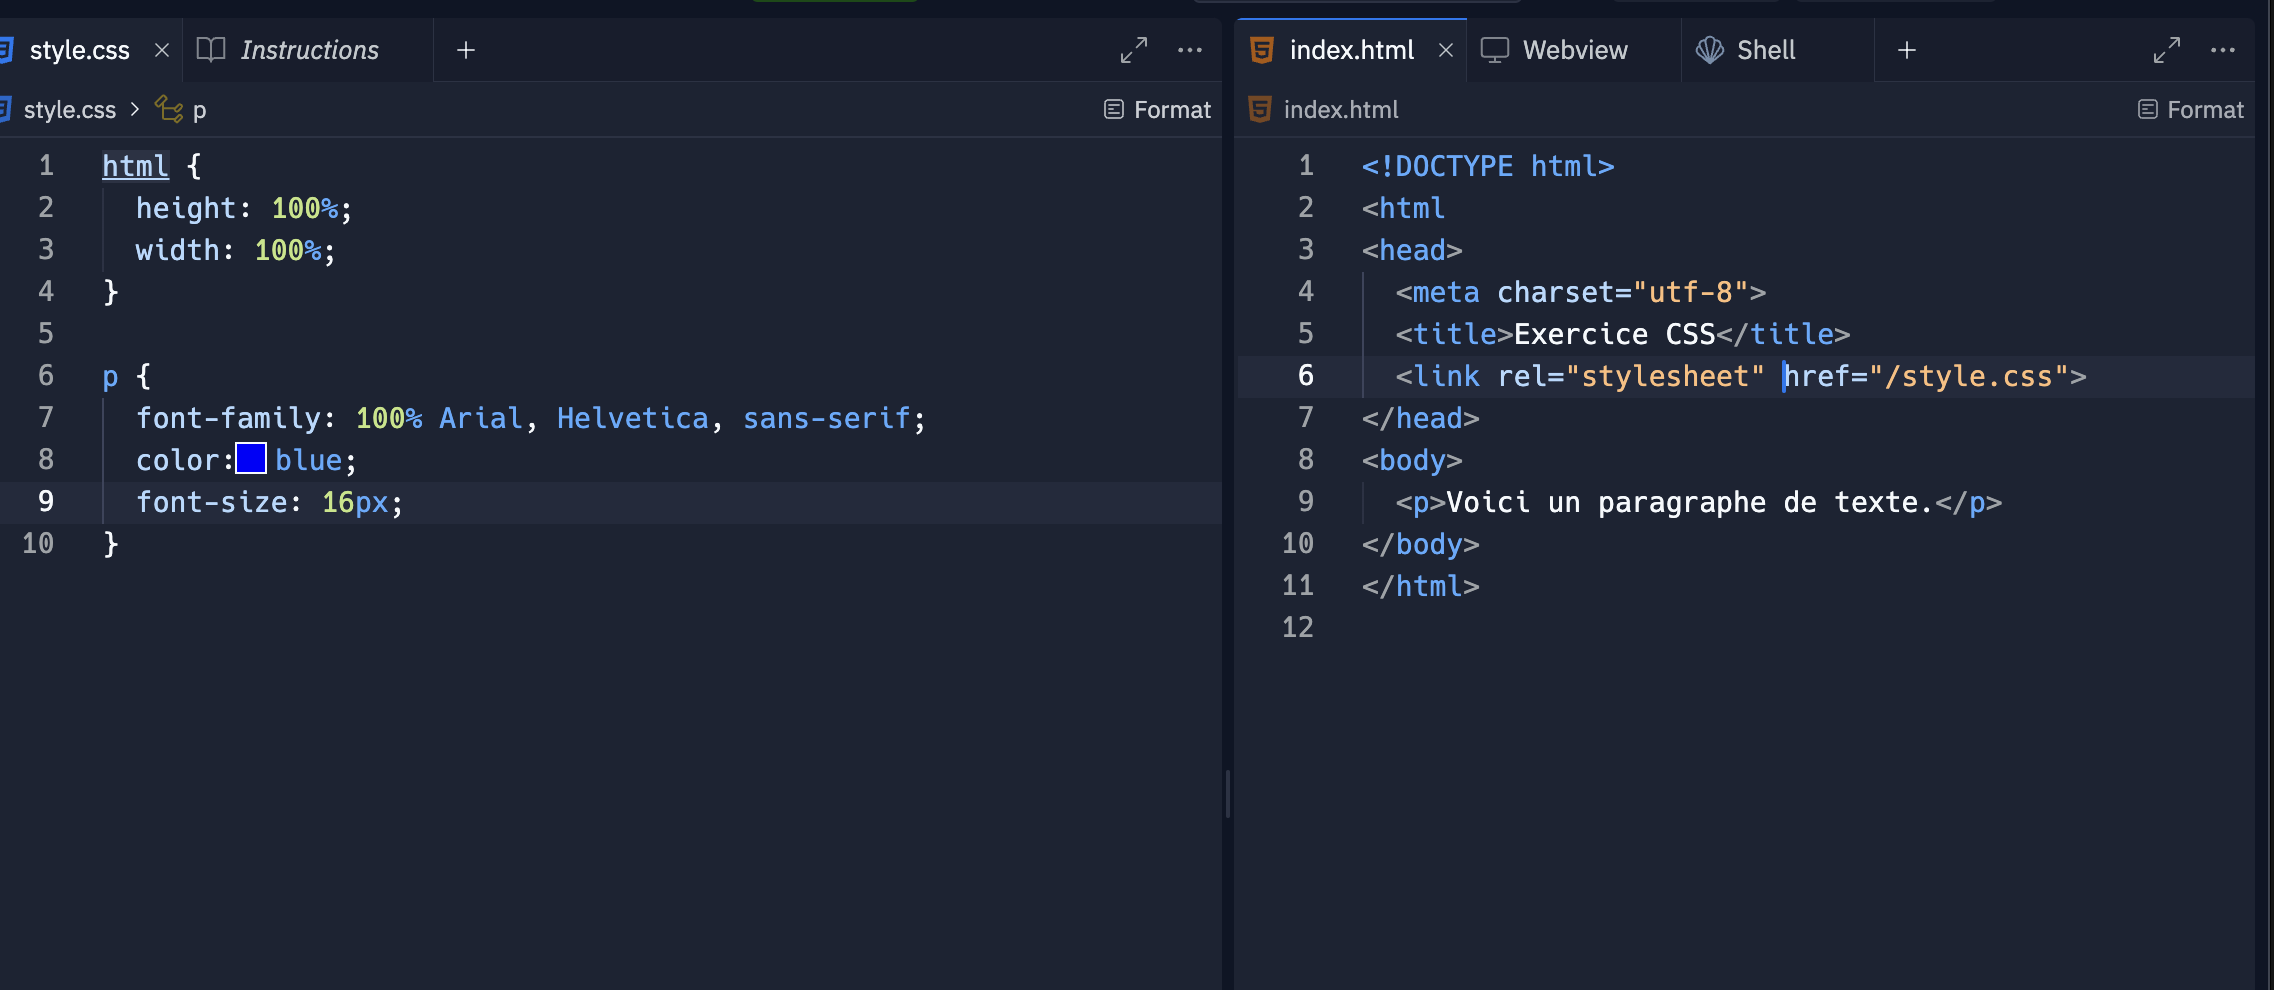 style.css × Instructions + ...
style.css > p Format
1 html {
2 height: 100%;
3 width: 100%;
4 }
5
6 p {
7 font-family: 100% Arial, Helvetica, sans-serif;
8 color: blue;
9 font-size: 16px;
10 }
index.html × Webview Shell + ...
index.html Format
1 <!DOCTYPE html>
2 <html
3 <head>
4 <meta charset="utf-8">
5 <title>Exercice CSS</title>
6 <link rel="stylesheet" href="/style.css">
7 </head>
8 <body>
9 <p>Voici un paragraphe de texte.</p>
10 </body>
11 </html>
12